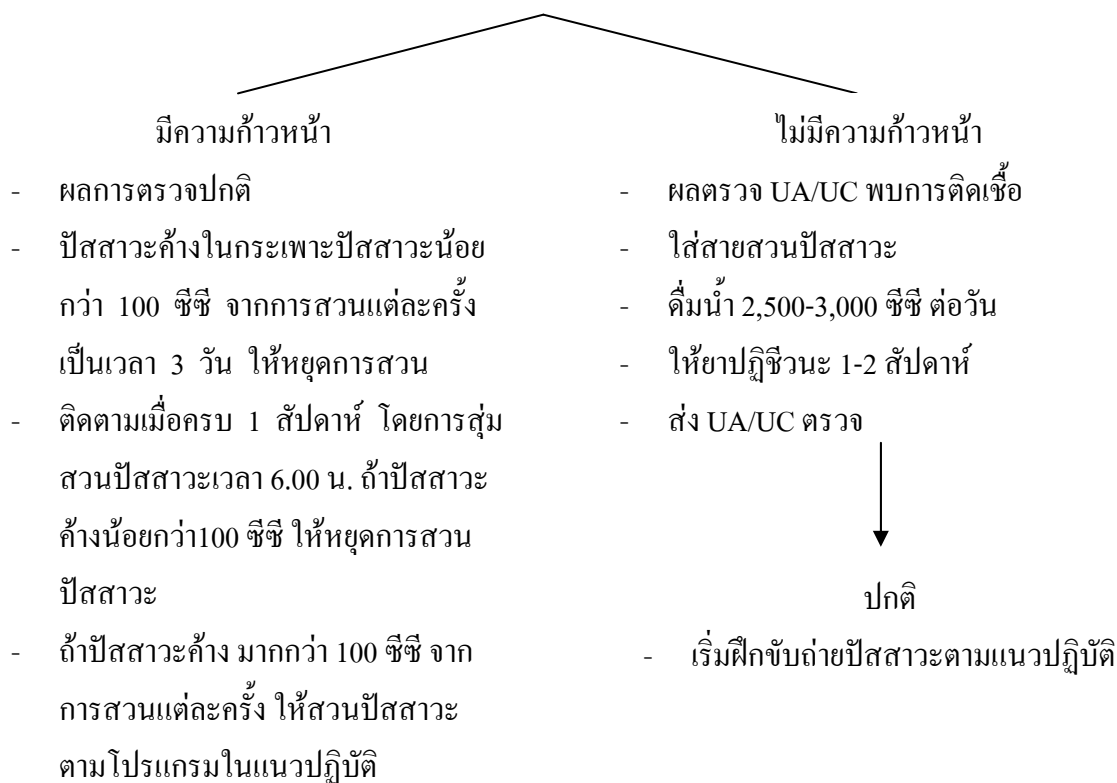 มีความก้าวหน้า
- ผลการตรวจปกติ
- ปัสสาวะค้างในกระเพาะปัสสาวะน้อย
กว่า 100 ซีซี จากการสวนแต่ละครั้ง
เป็นเวลา 3 วัน ให้หยุดการสวน
- ติดตามเมื่อครบ 1 สัปดาห์ โดยการสุ่ม
สวนปัสสาวะเวลา 6.00 น. ถ้าปัสสาวะ
ค้างน้อยกว่า100 ซีซี ให้หยุดการสวน
ปัสสาวะ
- ถ้าปัสสาวะค้าง มากกว่า 100 ซีซี จาก
การสวนแต่ละครั้ง ให้สวนปัสสาวะ
ตามโปรแกรมในแนวปฏิบัติ
ไม่มีความก้าวหน้า
- ผลตรวจ UA/UC พบการติดเชื้อ
- ใส่สายสวนปัสสาวะ
- ดื่มน้ำ 2,500-3,000 ซีซี ต่อวัน
- ให้ยาปฏิชีวนะ 1-2 สัปดาห์
- ส่ง UA/UC ตรวจ
ปกติ
- เริ่มฝึกขับถ่ายปัสสาวะตามแนวปฏิบัติ